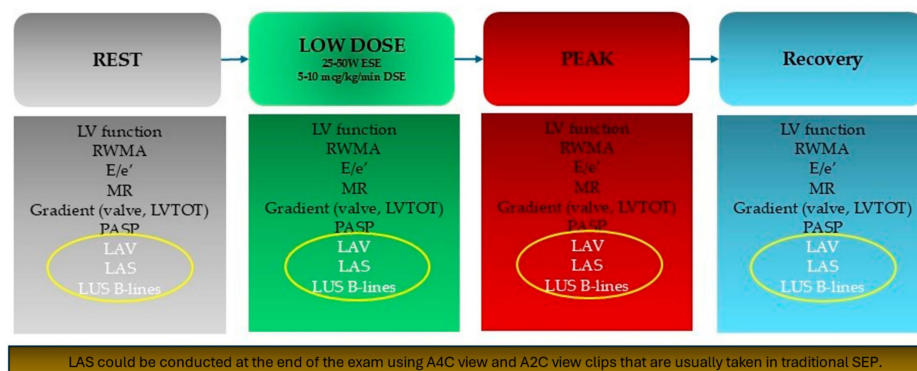 REST
LOW DOSE
25-50W ESE
5-10 mcg/kg/min DSE
PEAK
Recovery
LV function
RWMA
E/e'
MR
Gradient (valve, LVTOT)
PASP
LAV
LAS
LUS B-lines
LV function
RWMA
E/e'
MR
Gradient (valve, LVTOT)
PASP
LAV
LAS
LUS B-lines
LV function
RWMA
E/e'
MR
Gradient (valve, LVTOT)
PASP
LAV
LAS
LUS B-lines
LV function
RWMA
E/e'
MR
Gradient (valve, LVTOT)
PASP
LAV
LAS
LUS B-lines
LAS could be conducted at the end of the exam using A4C view and A2C view clips that are usually taken in traditional SEP.